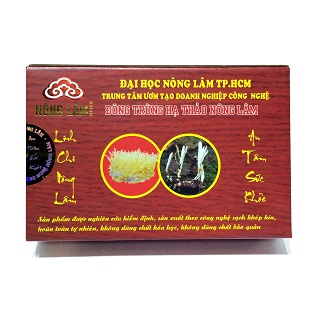 ĐẠI HỌC NÔNG LÂM TP.HCM
TRUNG TÂM ƯƠM TẠO DOANH NGHIỆP CÔNG NGHỆ
ĐÔNG TRÙNG HẠ THẢO NÔNG LÂM
NÔNG LÂM
Linh
Chi
Nông
Lâm
An
Tâm
Sức
Khỏe
Sản phẩm được nghiên cứu kiểm định, sản xuất theo công nghệ sạch khép kín,
hoàn toàn tự nhiên, không dùng chất hóa học, không dùng chất bảo quản